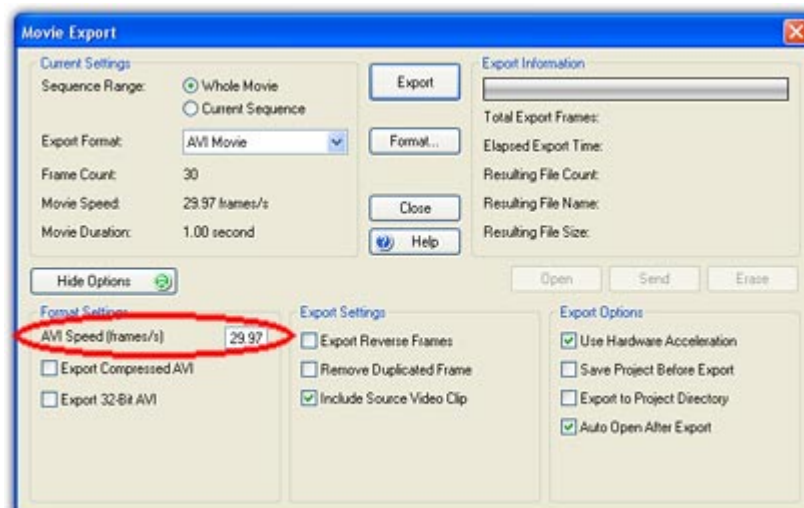 Movie Export
Current Settings
Sequence Range:
Whole Movie
Current Sequence
Export Format:
AVI Movie
Frame Count:
30
Movie Speed:
29.97 frames/s
Movie Duration:
1.00 second
Export
Format...
Close
Help
Export Information
Total Export Frames:
Elapsed Export Time:
Resulting File Count:
Resulting File Name:
Resulting File Size:
Hide Options
Open
Send
Erase
Format Settings
AVI Speed (frames/s)
29.97
Export Compressed AVI
Export 32-Bit AVI
Export Settings
Export Reverse Frames
Remove Duplicated Frame
Include Source Video Clip
Export Options
Use Hardware Acceleration
Save Project Before Export
Export to Project Directory
Auto Open After Export